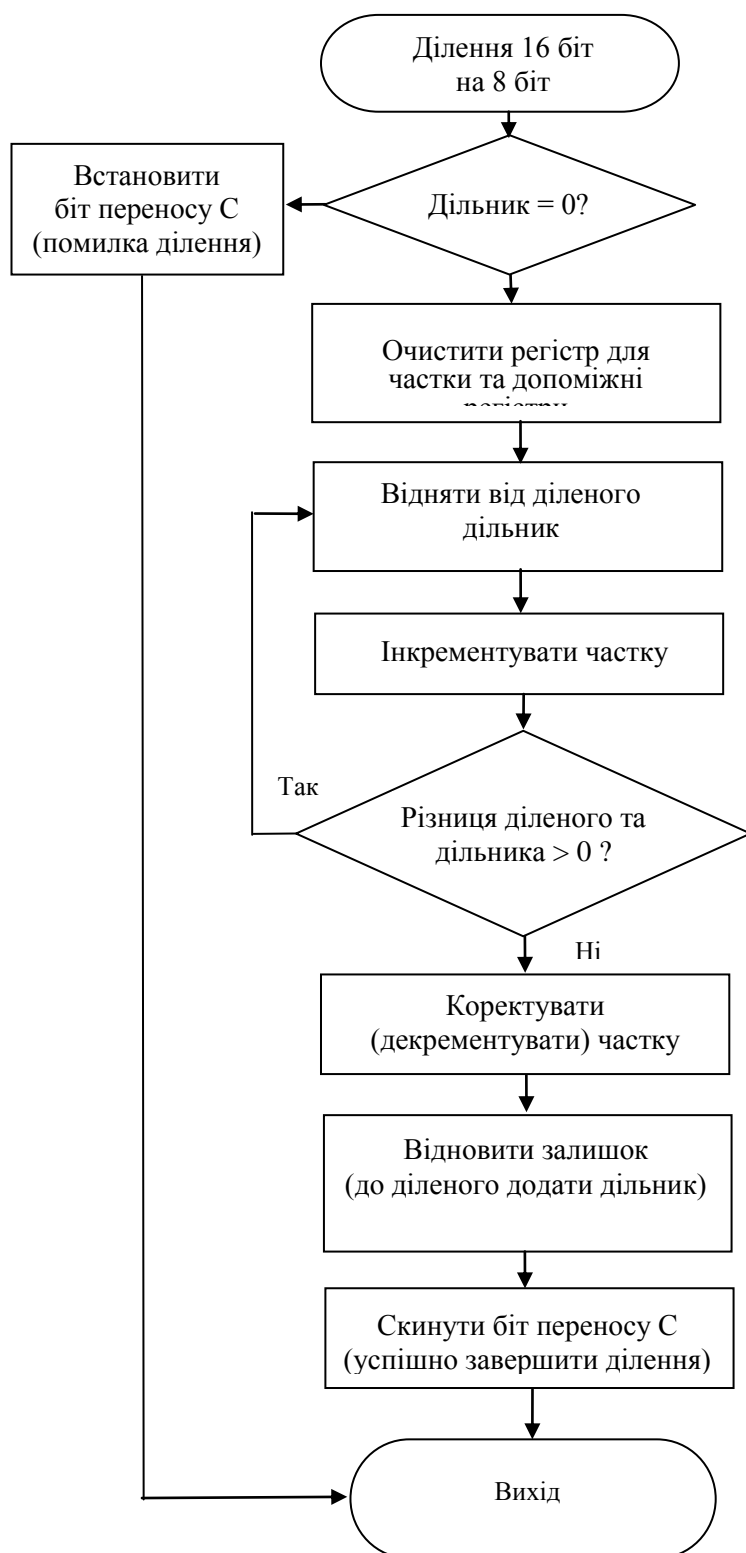 Ділення 16 біт
на 8 біт
Встановити
біт переносу С
(помилка ділення)
Дільник = 0?
Очистити регістр для
частки та допоміжні
регістри
Відняти від діленого
дільник
Інкрементувати частку
Так
Різниця діленого та
дільника > 0 ?
Ні
Коректувати
(декрементувати) частку
Відновити залишок
(до діленого додати дільник)
Скинути біт переносу С
(успішно завершити ділення)
Вихід